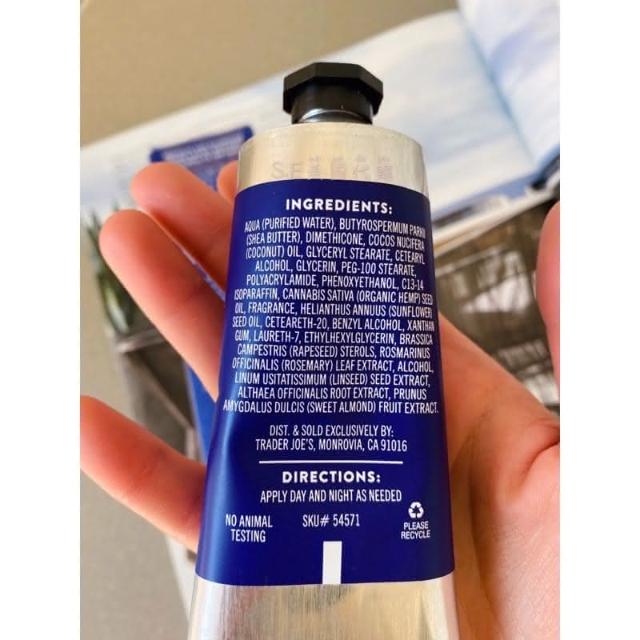 INGREDIENTS:
AQUA (PURIFIED WATER), BUTYROSPERMUM PARKII
(SHEA BUTTER), DIMETHICONE, COCOS NUCIFERA
(COCONUT) OIL, GLYCERYL STEARATE, CETEARYL
ALCOHOL, GLYCERIN, PEG-100 STEARATE,
POLYACRYLAMIDE, PHENOXYETHANOL, C13-14
ISOPARAFFIN, CANNABIS SATIVA (ORGANIC HEMP) SEED
OIL, FRAGRANCE, HELIANTHUS ANNUUS (SUNFLOWER)
SEED OIL, CETEARETH-20, BENZYL ALCOHOL, XANTHAN
GUM, LAURETH-7, ETHYLHEXYLGLYCERIN, BRASSICA
CAMPESTRIS (RAPESEED) STEROLS, ROSMARINUS
OFFICINALIS (ROSEMARY) LEAF EXTRACT, ALCOHOL,
LINUM USITATISSIMUM (LINSEED) SEED EXTRACT,
ALTHAEA OFFICINALIS ROOT EXTRACT, PRUNUS
AMYGDALUS DULCIS (SWEET ALMOND) FRUIT EXTRACT.
DIST. & SOLD EXCLUSIVELY BY:
TRADER JOE'S, MONROVIA, CA 91016
DIRECTIONS:
APPLY DAY AND NIGHT AS NEEDED
NO ANIMAL
TESTING
SKU# 54571
PLEASE
RECYCLE